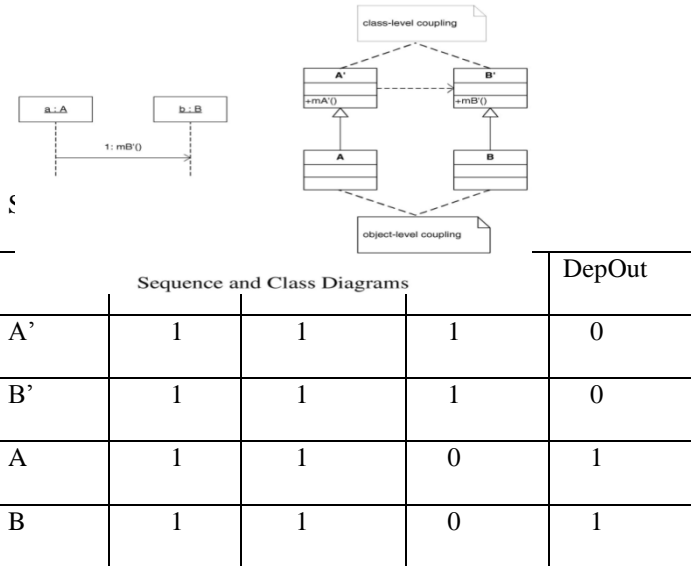 class-level coupling
A'
B'
+mA'()
+mB'()
a : A
b : B
1: mB'()
A
B
object-level coupling
Sequence and Class Diagrams
DepOut
A’ 1 1 1 0
B’ 1 1 1 0
A 1 1 0 1
B 1 1 0 1